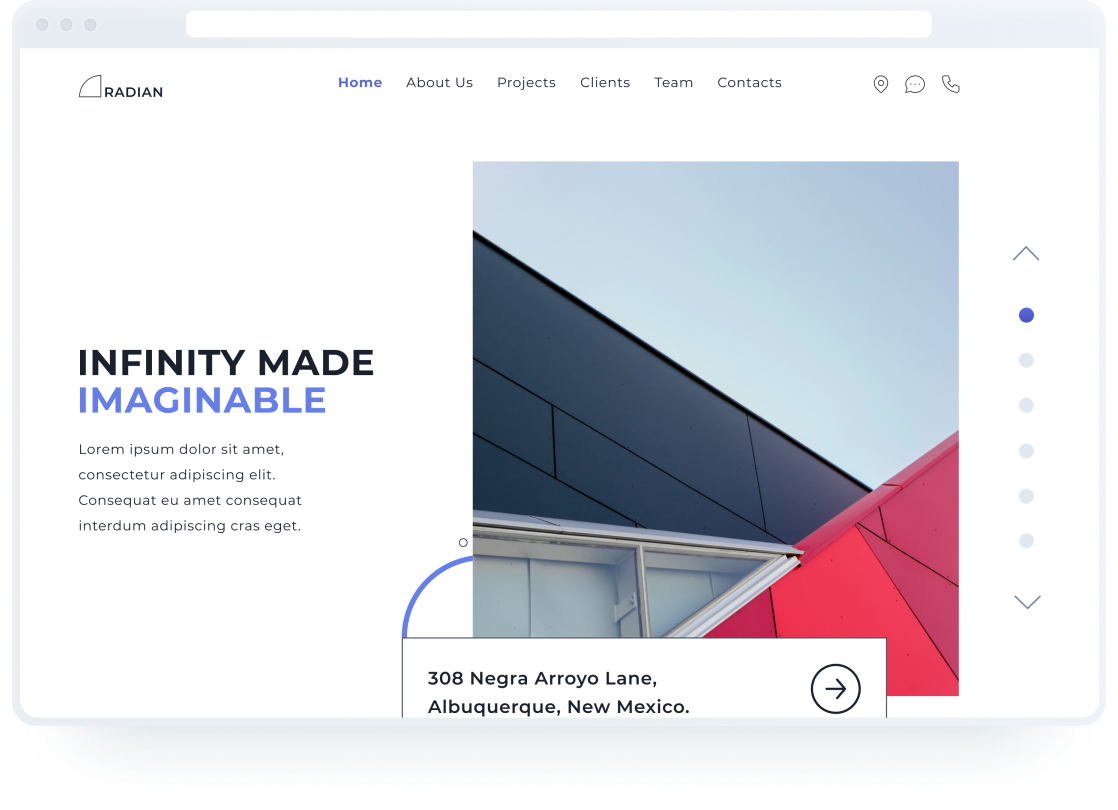 RADIAN
Home About Us Projects Clients Team Contacts
INFINITY MADE
IMAGINABLE
Lorem ipsum dolor sit amet,
consectetur adipiscing elit.
Consequat eu amet consequat
interdum adipiscing cras eget.
308 Negra Arroyo Lane,
Albuquerque, New Mexico.